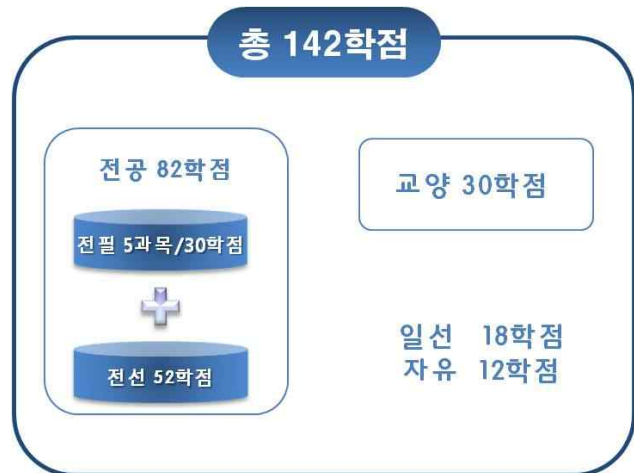 총 142학점
전공 82학점
전필 5과목/30학점
전선 52학점
교양 30학점
일선 18학점
자유 12학점